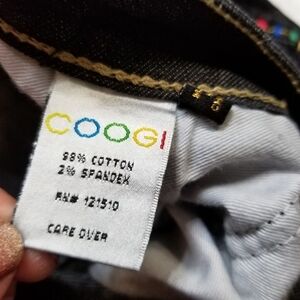 COOGI
98% COTTON
2% SPANDEX
RN# 121510
CARE OVER